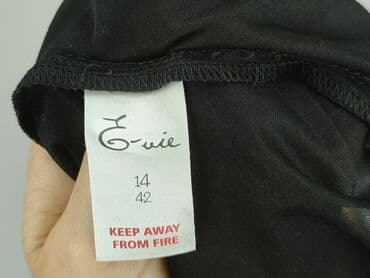 E-vie
14
42
KEEP AWAY
FROM FIRE